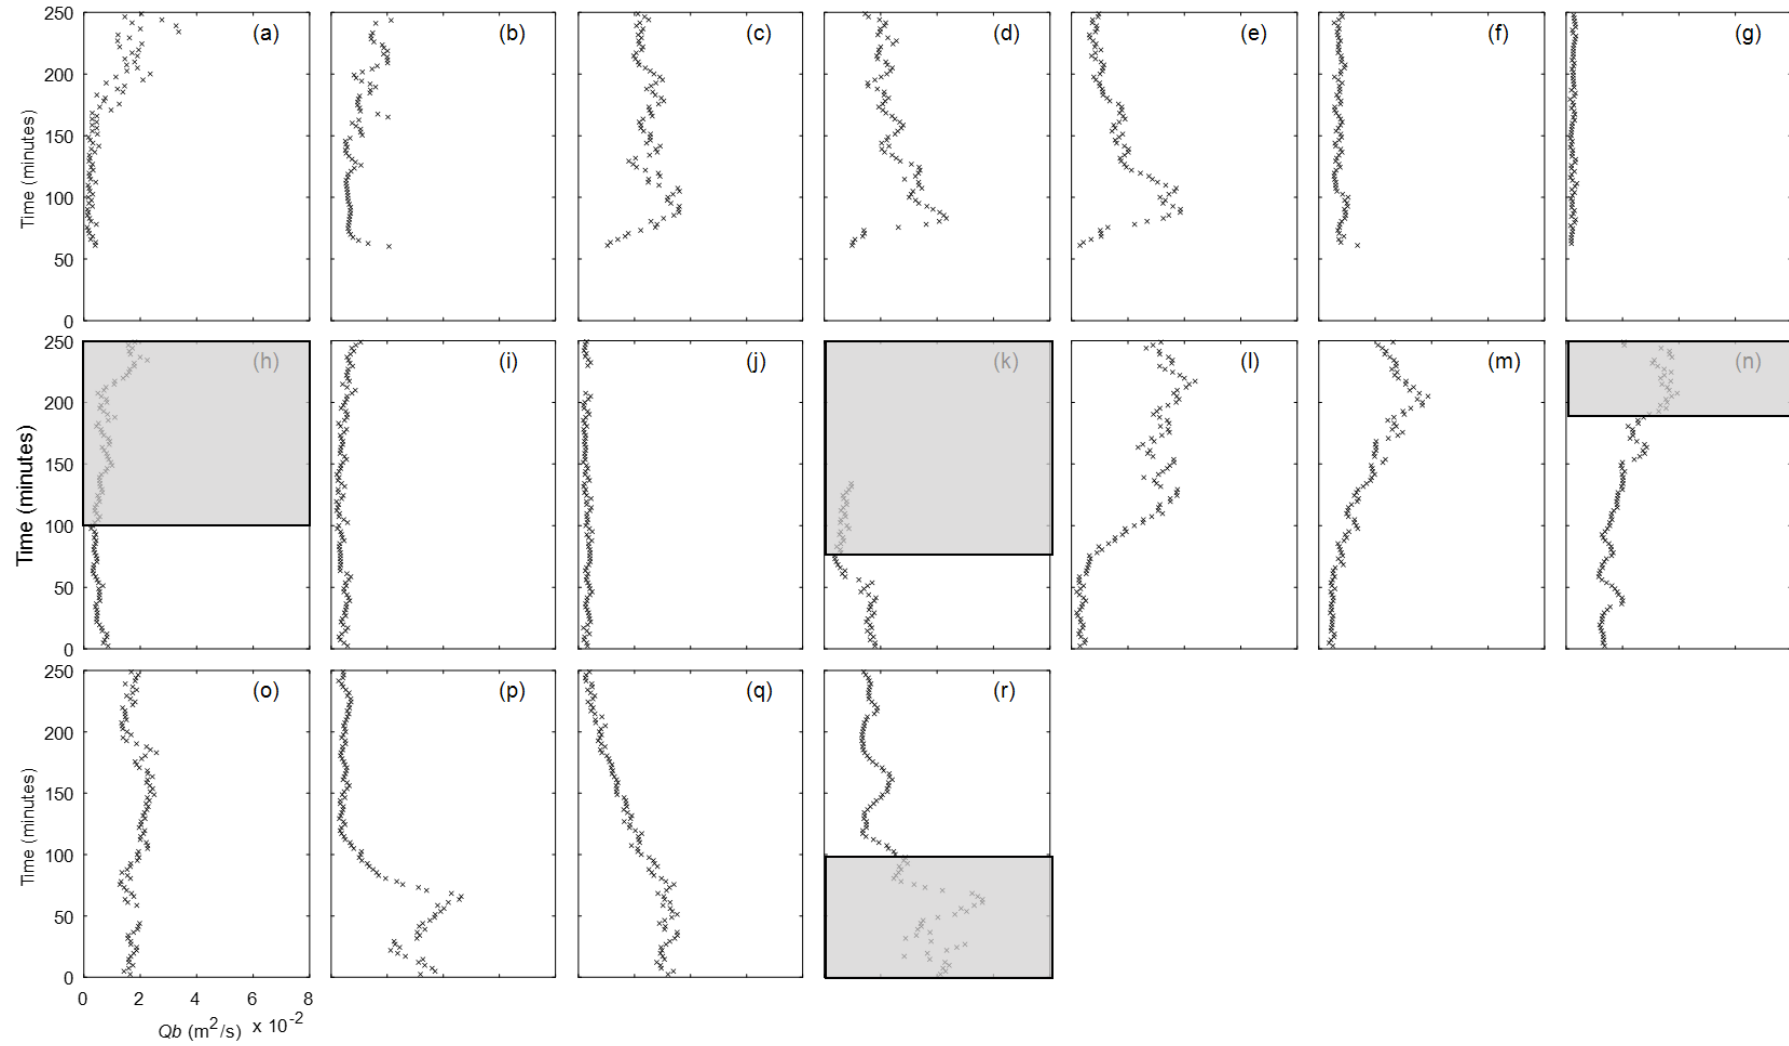 250 (a) (b) (c) (d) (e) (f) (g)
200
Time (minutes)
150
100
50
0
250 (h) (i) (j) (k) (l) (m) (n)
200
Time (minutes)
150
100
50
0
250 (o) (p) (q) (r)
200
Time (minutes)
150
100
50
0
0 2 4 6 8
Qb (m²/s) x 10⁻²